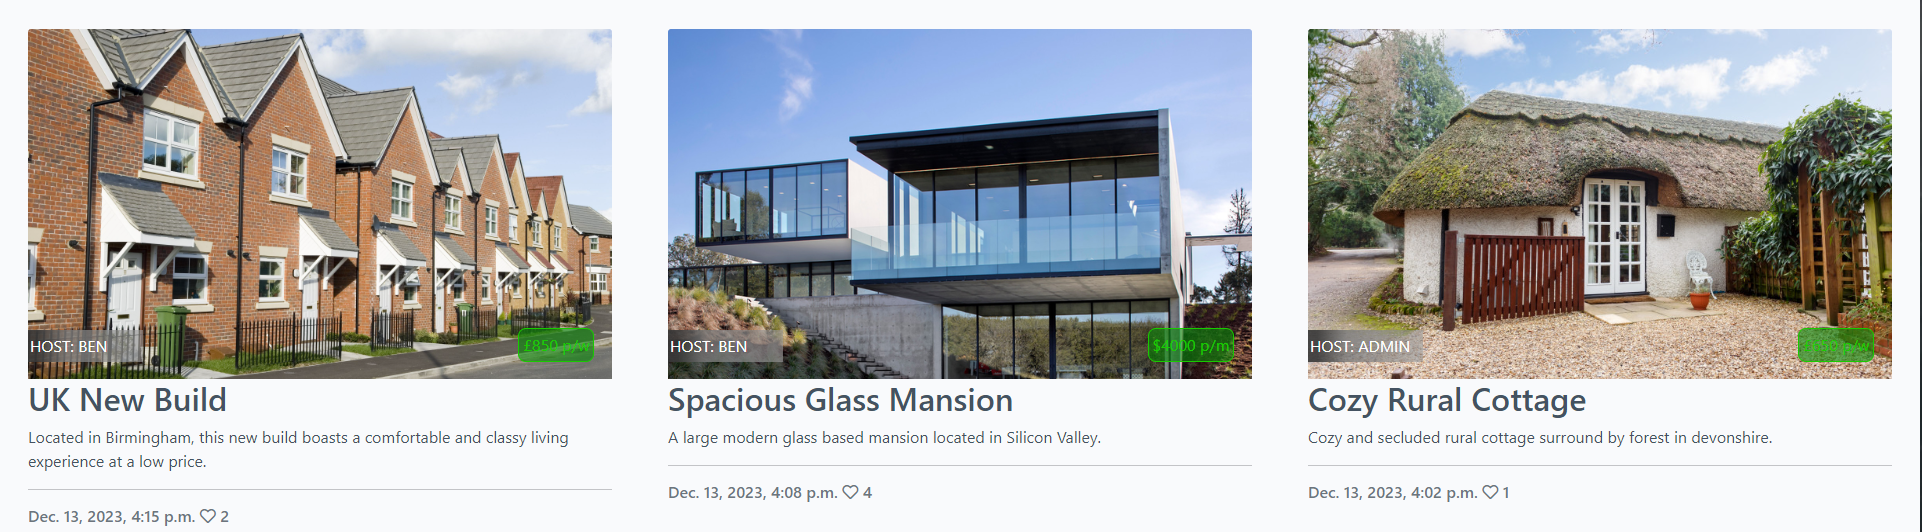 HOST: BEN
£850 p/w
UK New Build
Located in Birmingham, this new build boasts a comfortable and classy living
experience at a low price.
Dec. 13, 2023, 4:15 p.m. 2
HOST: BEN
$4000 p/m
Spacious Glass Mansion
A large modern glass based mansion located in Silicon Valley.
Dec. 13, 2023, 4:08 p.m. 4
HOST: ADMIN
p/w
Cozy Rural Cottage
Cozy and secluded rural cottage surround by forest in devonshire.
Dec. 13, 2023, 4:02 p.m. 1